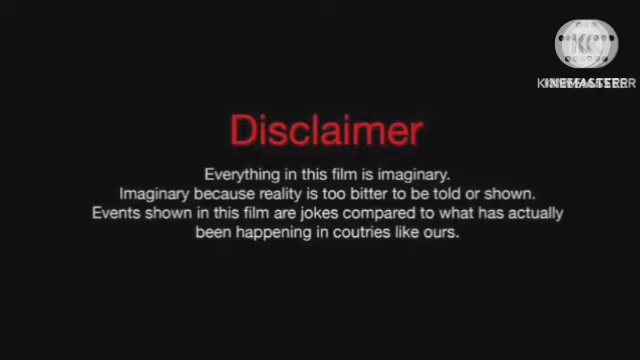 KINEMASTER
Disclaimer
Everything in this film is imaginary.
Imaginary because reality is too bitter to be told or shown.
Events shown in this film are jokes compared to what has actually
been happening in coutries like ours.